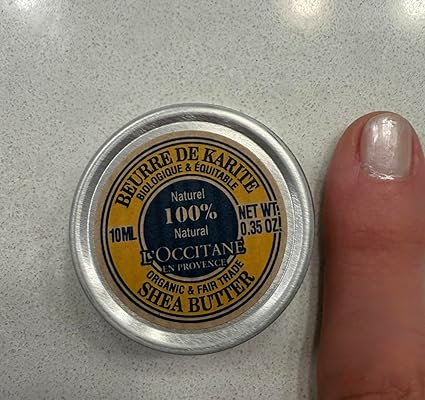 BEURRE DE KARITE
BIOLOGIQUE & ÉQUITABLE
Naturel
100%
Natural
10ML
NET WT.
0.35 OZ.
L'OCCITANE
EN PROVENCE
ORGANIC & FAIR TRADE
SHEA BUTTER